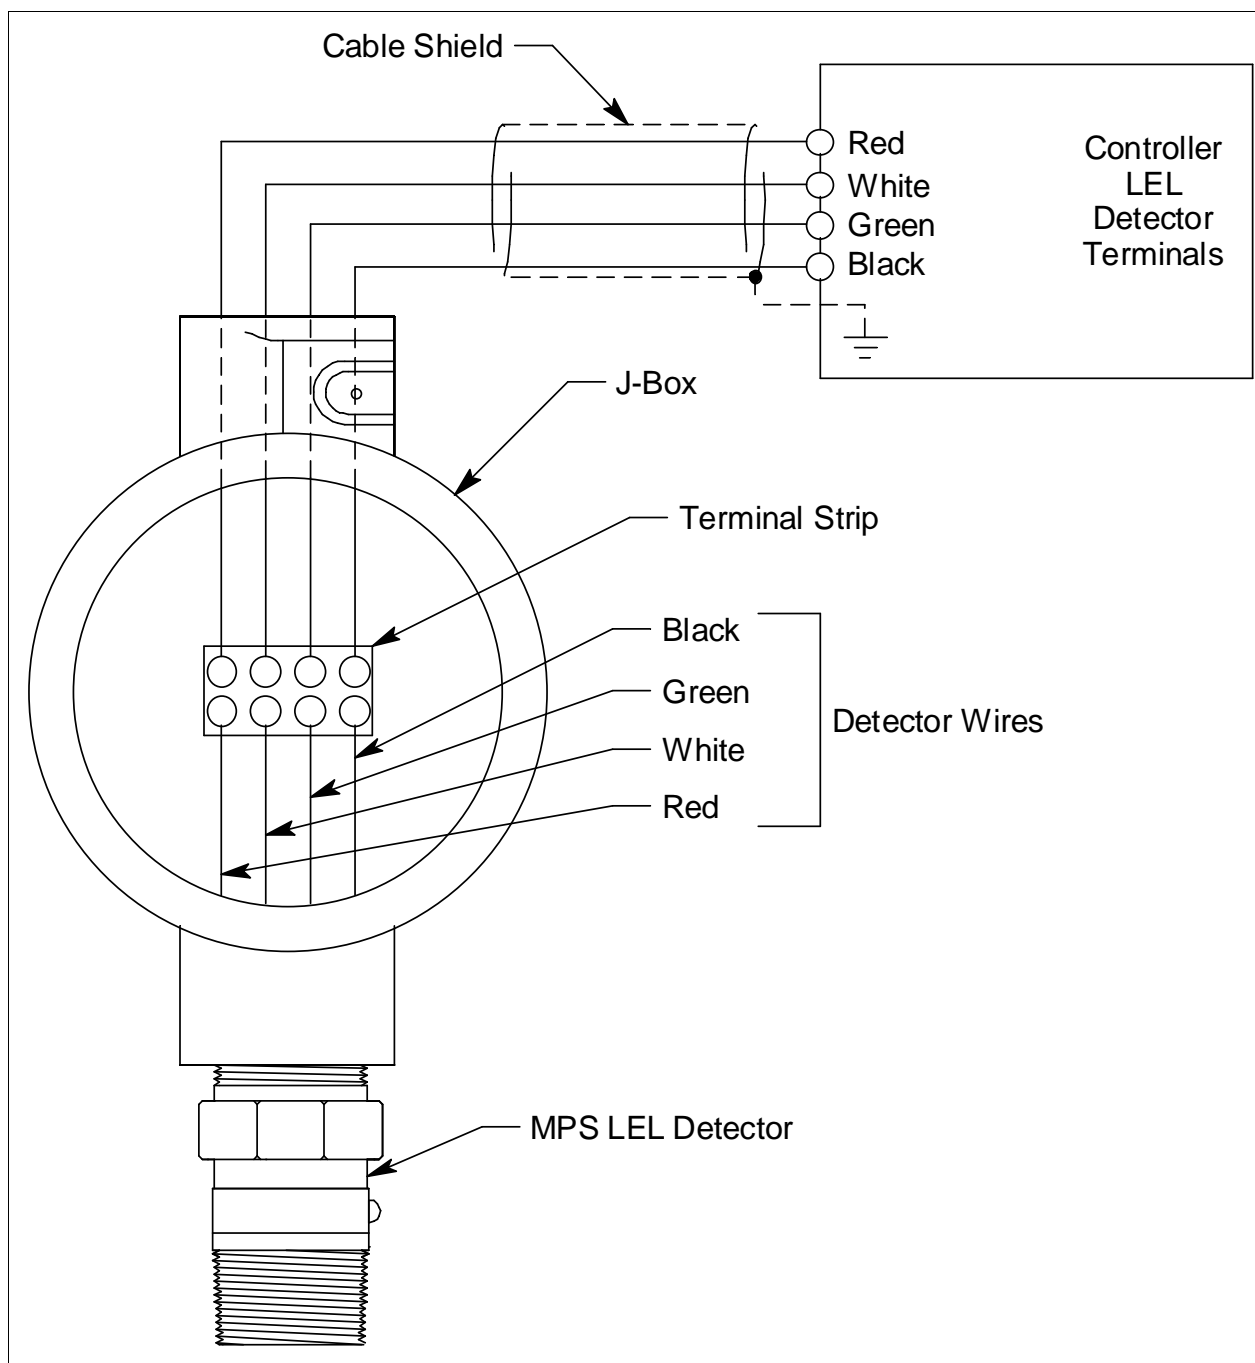 Cable Shield
Red
White
Green
Black
Controller
LEL
Detector
Terminals
J-Box
Terminal Strip
Black
Green
White
Red
Detector Wires
MPS LEL Detector